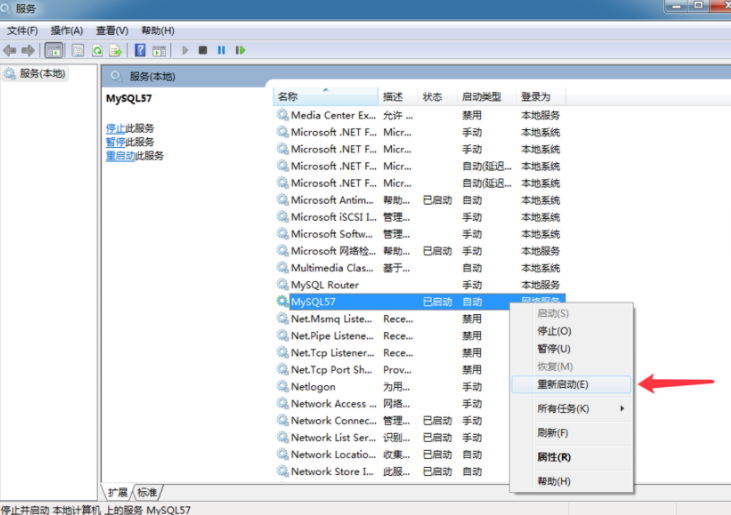 服务
文件(F) 操作(A) 查看(V) 帮助(H)
服务(本地)
服务(本地)
MySQL57
停止此服务
暂停此服务
重启动此服务
名称 描述 状态 启动类型 登录为
Media Center Ex... 允许 ... 禁用 本地服务
Microsoft .NET F... Micr... 手动 本地系统
Microsoft .NET F... Micr... 手动 本地系统
Microsoft .NET F... Micr... 自动(延迟... 本地系统
Microsoft .NET F... Micr... 自动(延迟... 本地系统
Microsoft Antim... 帮助... 已启动 自动 本地系统
Microsoft iSCSI I... 管理... 手动 本地系统
Microsoft Softw... 管理... 手动 本地系统
Microsoft 网络检... 帮助... 已启动 手动 本地服务
Multimedia Clas... 基于... 自动 本地系统
MySQL Router 手动 本地服务
MySQL57 已启动 自动 网络服务
Net.Msmq Liste... Rece... 禁用
Net.Pipe Listene... Rece... 禁用
Net.Tcp Listener... Rece... 禁用
Net.Tcp Port Sh... Prov... 禁用
Netlogon 为用... 手动
Network Access ... 网络... 手动
Network Connec... 管理... 已启动 手动
Network List Ser... 识别... 已启动 手动
Network Locatio... 收集... 已启动 自动
Network Store I... 此服... 已启动 自动
启动(S)
停止(O)
暂停(U)
恢复(M)
重新启动(E)
所有任务(K)
刷新(F)
属性(R)
帮助(H)
扩展 标准
停止并启动 本地计算机 上的服务 MySQL57